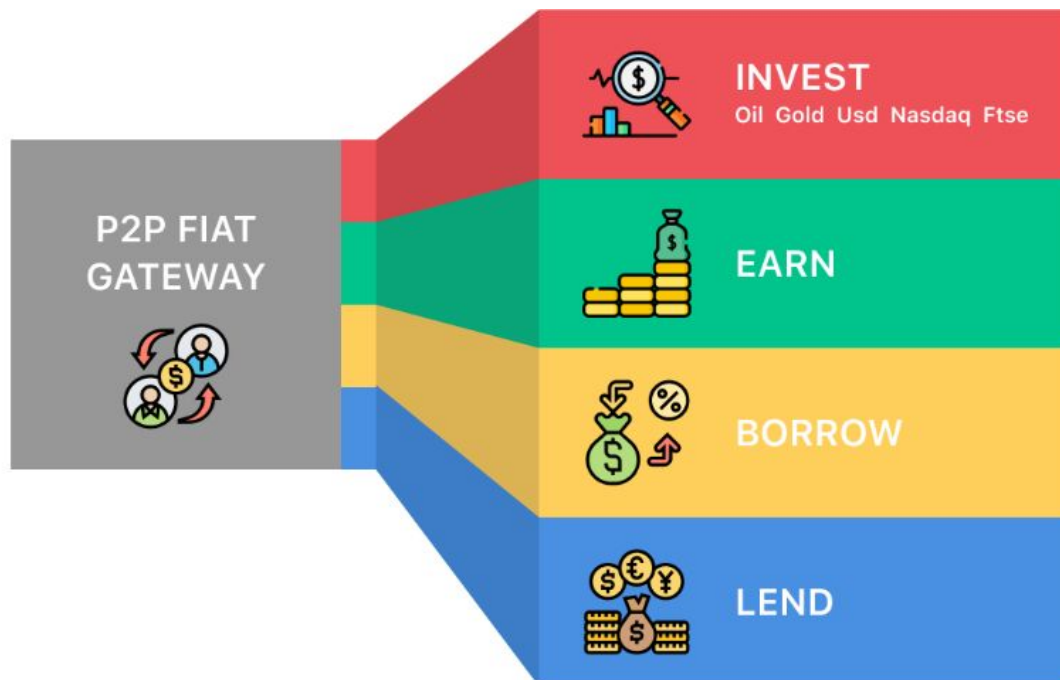 P2P FIAT
GATEWAY
INVEST
Oil Gold Usd Nasdaq Ftse
EARN
BORROW
LEND